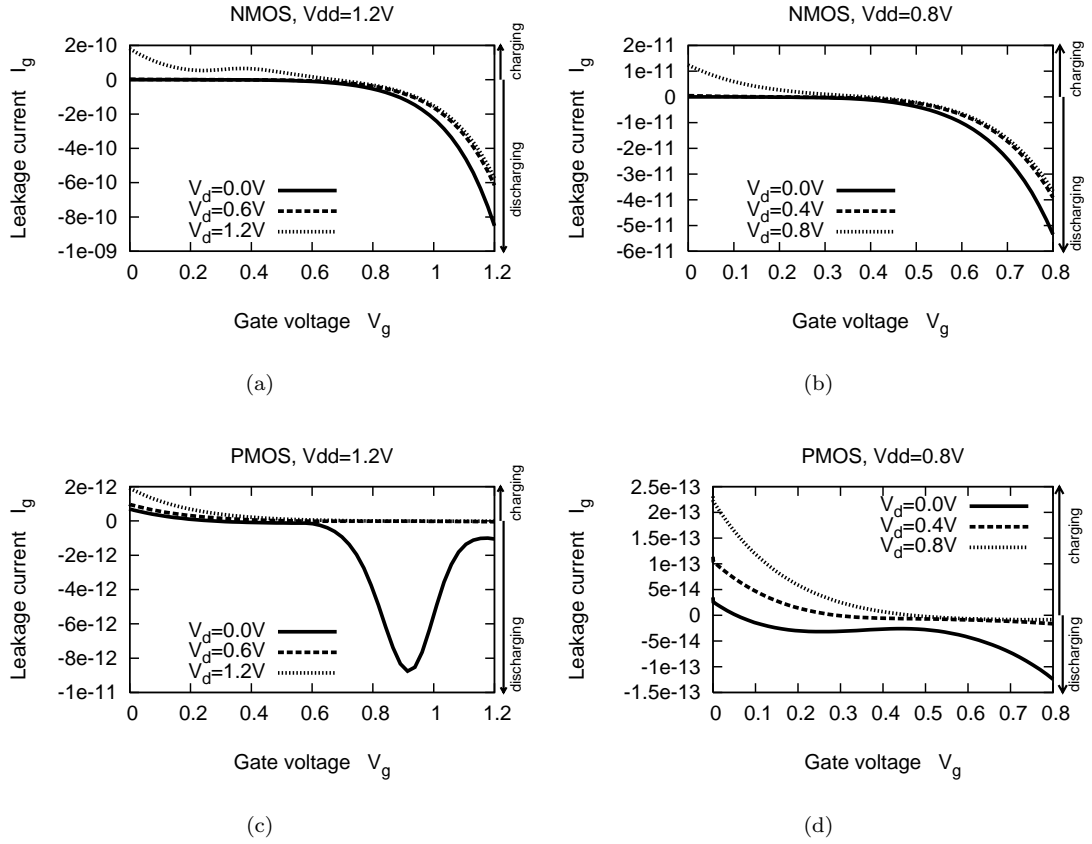 NMOS, Vdd=1.2V
2e-10
0
-2e-10
-4e-10
-6e-10
-8e-10
-1e-09
Leakage current I_g
V_d=0.0V
V_d=0.6V
V_d=1.2V
charging
discharging
0 0.2 0.4 0.6 0.8 1 1.2
Gate voltage V_g
(a)
NMOS, Vdd=0.8V
2e-11
1e-11
0
-1e-11
-2e-11
-3e-11
-4e-11
-5e-11
-6e-11
Leakage current I_g
V_d=0.0V
V_d=0.4V
V_d=0.8V
charging
discharging
0 0.1 0.2 0.3 0.4 0.5 0.6 0.7 0.8
Gate voltage V_g
(b)
PMOS, Vdd=1.2V
2e-12
0
-2e-12
-4e-12
-6e-12
-8e-12
-1e-11
Leakage current I_g
V_d=0.0V
V_d=0.6V
V_d=1.2V
charging
discharging
0 0.2 0.4 0.6 0.8 1 1.2
Gate voltage V_g
(c)
PMOS, Vdd=0.8V
2.5e-13
2e-13
1.5e-13
1e-13
5e-14
0
-5e-14
-1e-13
-1.5e-13
Leakage current I_g
V_d=0.0V
V_d=0.4V
V_d=0.8V
charging
discharging
0 0.1 0.2 0.3 0.4 0.5 0.6 0.7 0.8
Gate voltage V_g
(d)